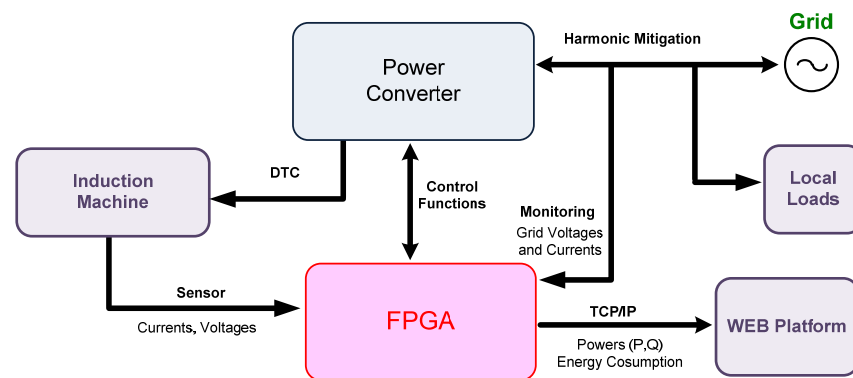 Grid
Harmonic Mitigation
Power
Converter
DTC
Induction
Machine
Control
Functions
Monitoring
Grid Voltages
and Currents
Local
Loads
Sensor
Currents, Voltages
FPGA
TCP/IP
Powers (P,Q)
Energy Cosumption
WEB Platform